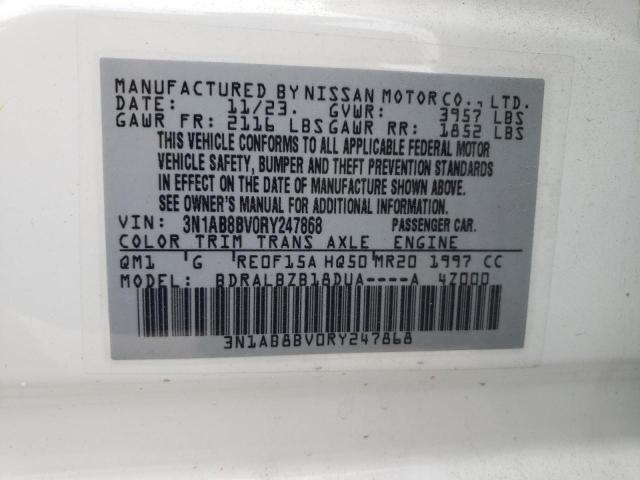 MANUFACTURED BY NISSAN MOTOR CO., LTD.
DATE: 11/23. GVWR: 3957 LBS
GAWR FR: 2116 LBS GAWR RR: 1852 LBS
THIS VEHICLE CONFORMS TO ALL APPLICABLE FEDERAL MOTOR
VEHICLE SAFETY, BUMPER AND THEFT PREVENTION STANDARDS
IN EFFECT ON THE DATE OF MANUFACTURE SHOWN ABOVE.
SEE OWNER'S MANUAL FOR ADDITIONAL INFORMATION.
VIN: 3N1AB8BV0RY247868 PASSENGER CAR.
COLOR TRIM TRANS AXLE ENGINE
QM1 G RE0F15A HQ50 MR20 1997 CC
MODEL: BDRALBZB18DUA----A 4Z000
3N1AB8BV0RY247868